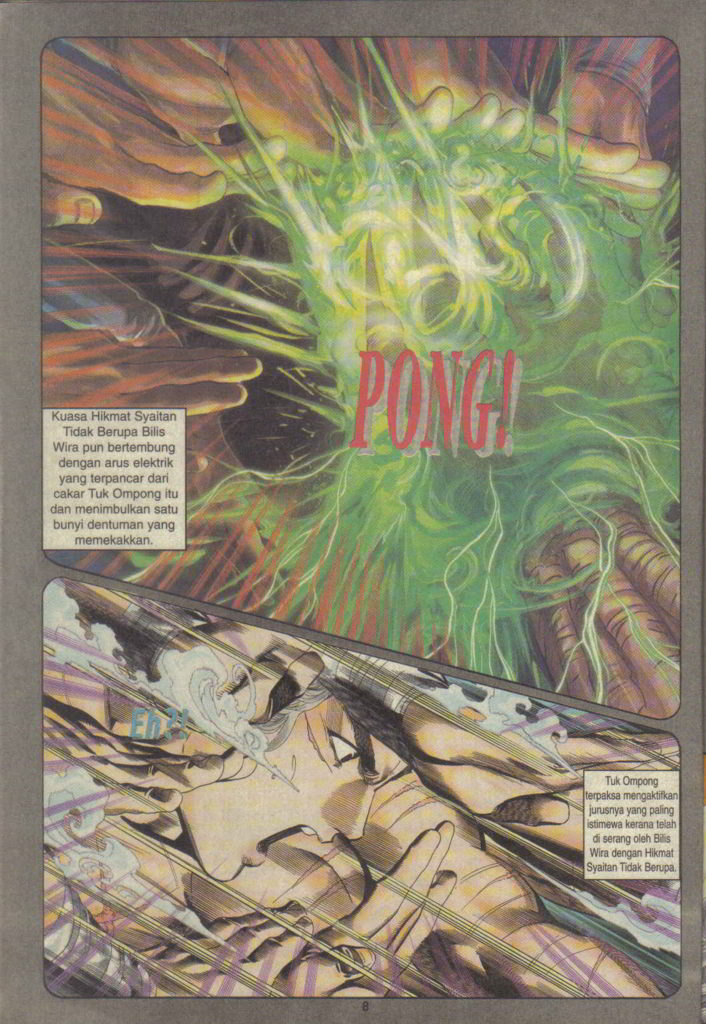 PONG!
Kuasa Hikmat Syaitan
Tidak Berupa Bilis
Wira pun bertembung
dengan arus elektrik
yang terpancar dari
cakar Tuk Ompong itu
dan menimbulkan satu
bunyi dentuman yang
memekakkan.
Eh?!
Tuk Ompong
terpaksa mengaktifkan
jurusnya yang paling
istimewa kerana telah
di serang oleh Bilis
Wira dengan Hikmat
Syaitan Tidak Berupa.
8